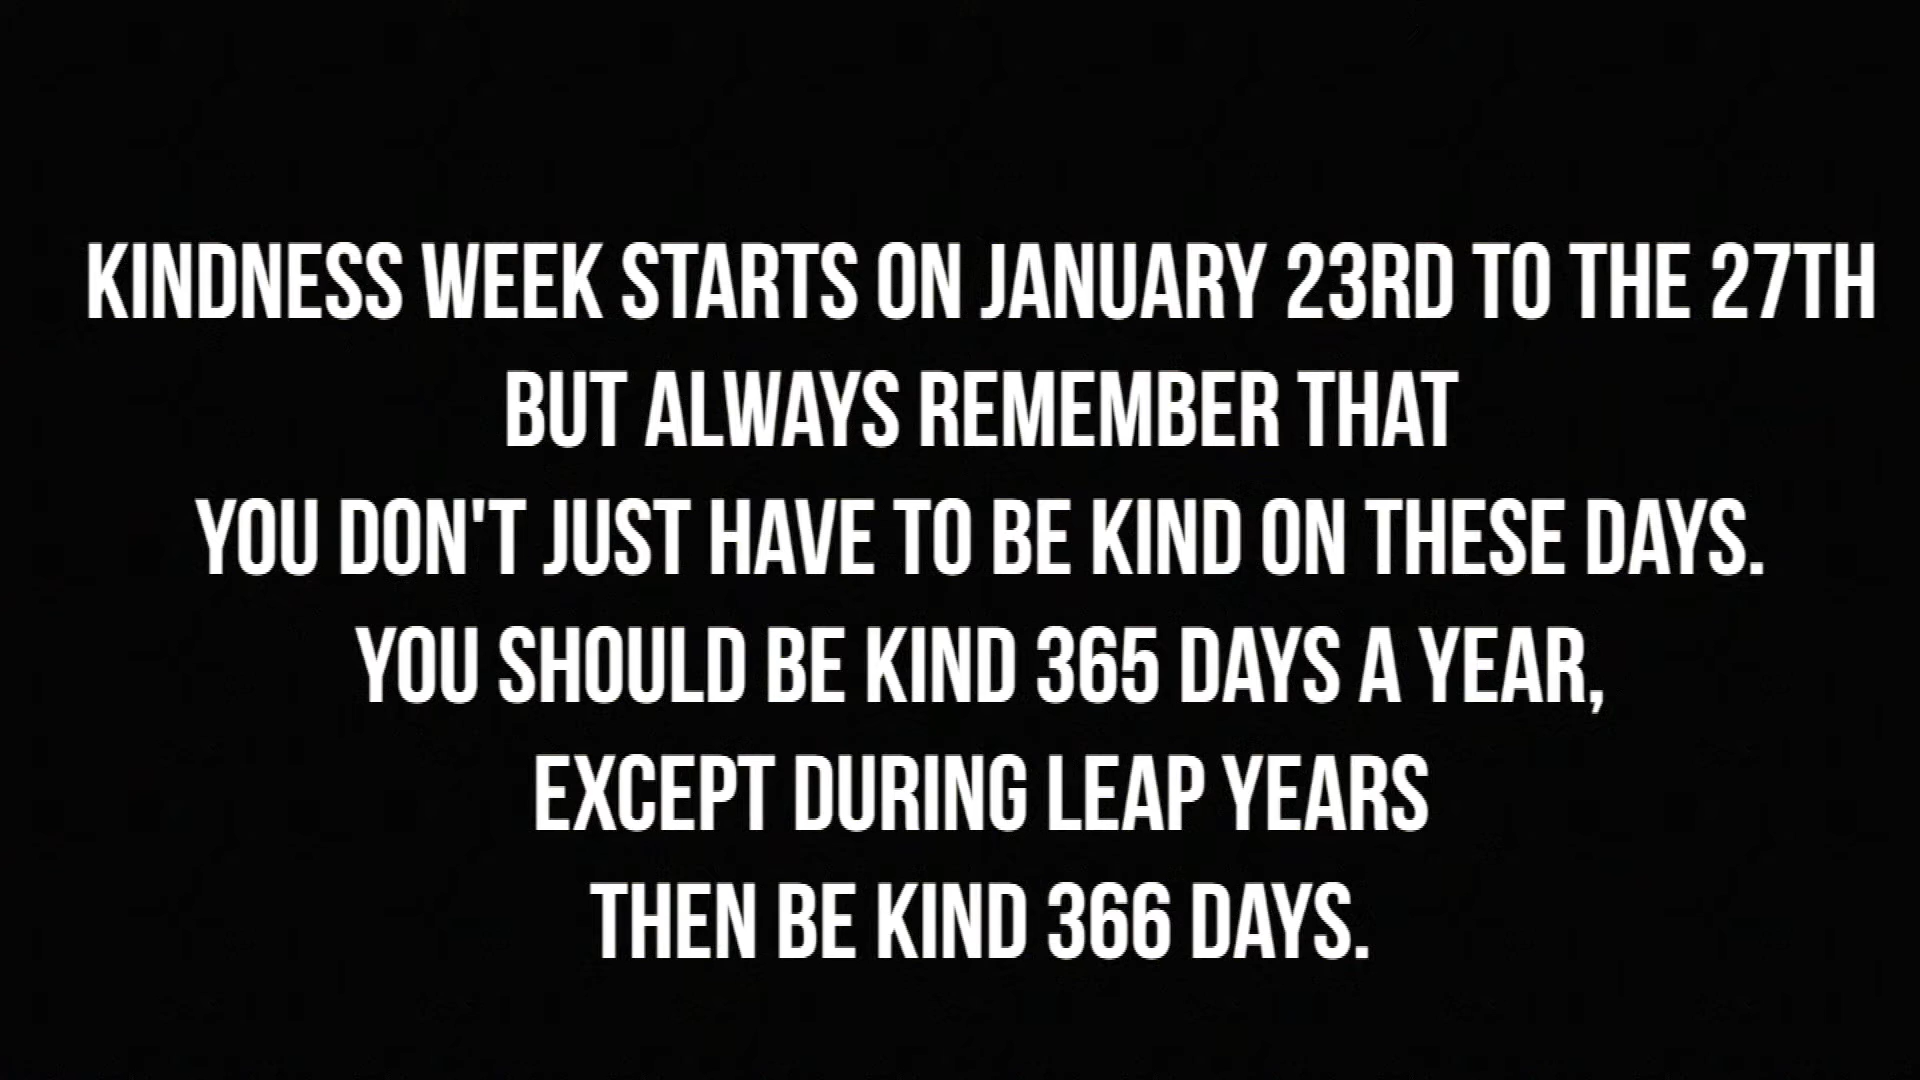 KINDNESS WEEK STARTS ON JANUARY 23RD TO THE 27TH
BUT ALWAYS REMEMBER THAT
YOU DON'T JUST HAVE TO BE KIND ON THESE DAYS.
YOU SHOULD BE KIND 365 DAYS A YEAR,
EXCEPT DURING LEAP YEARS
THEN BE KIND 366 DAYS.